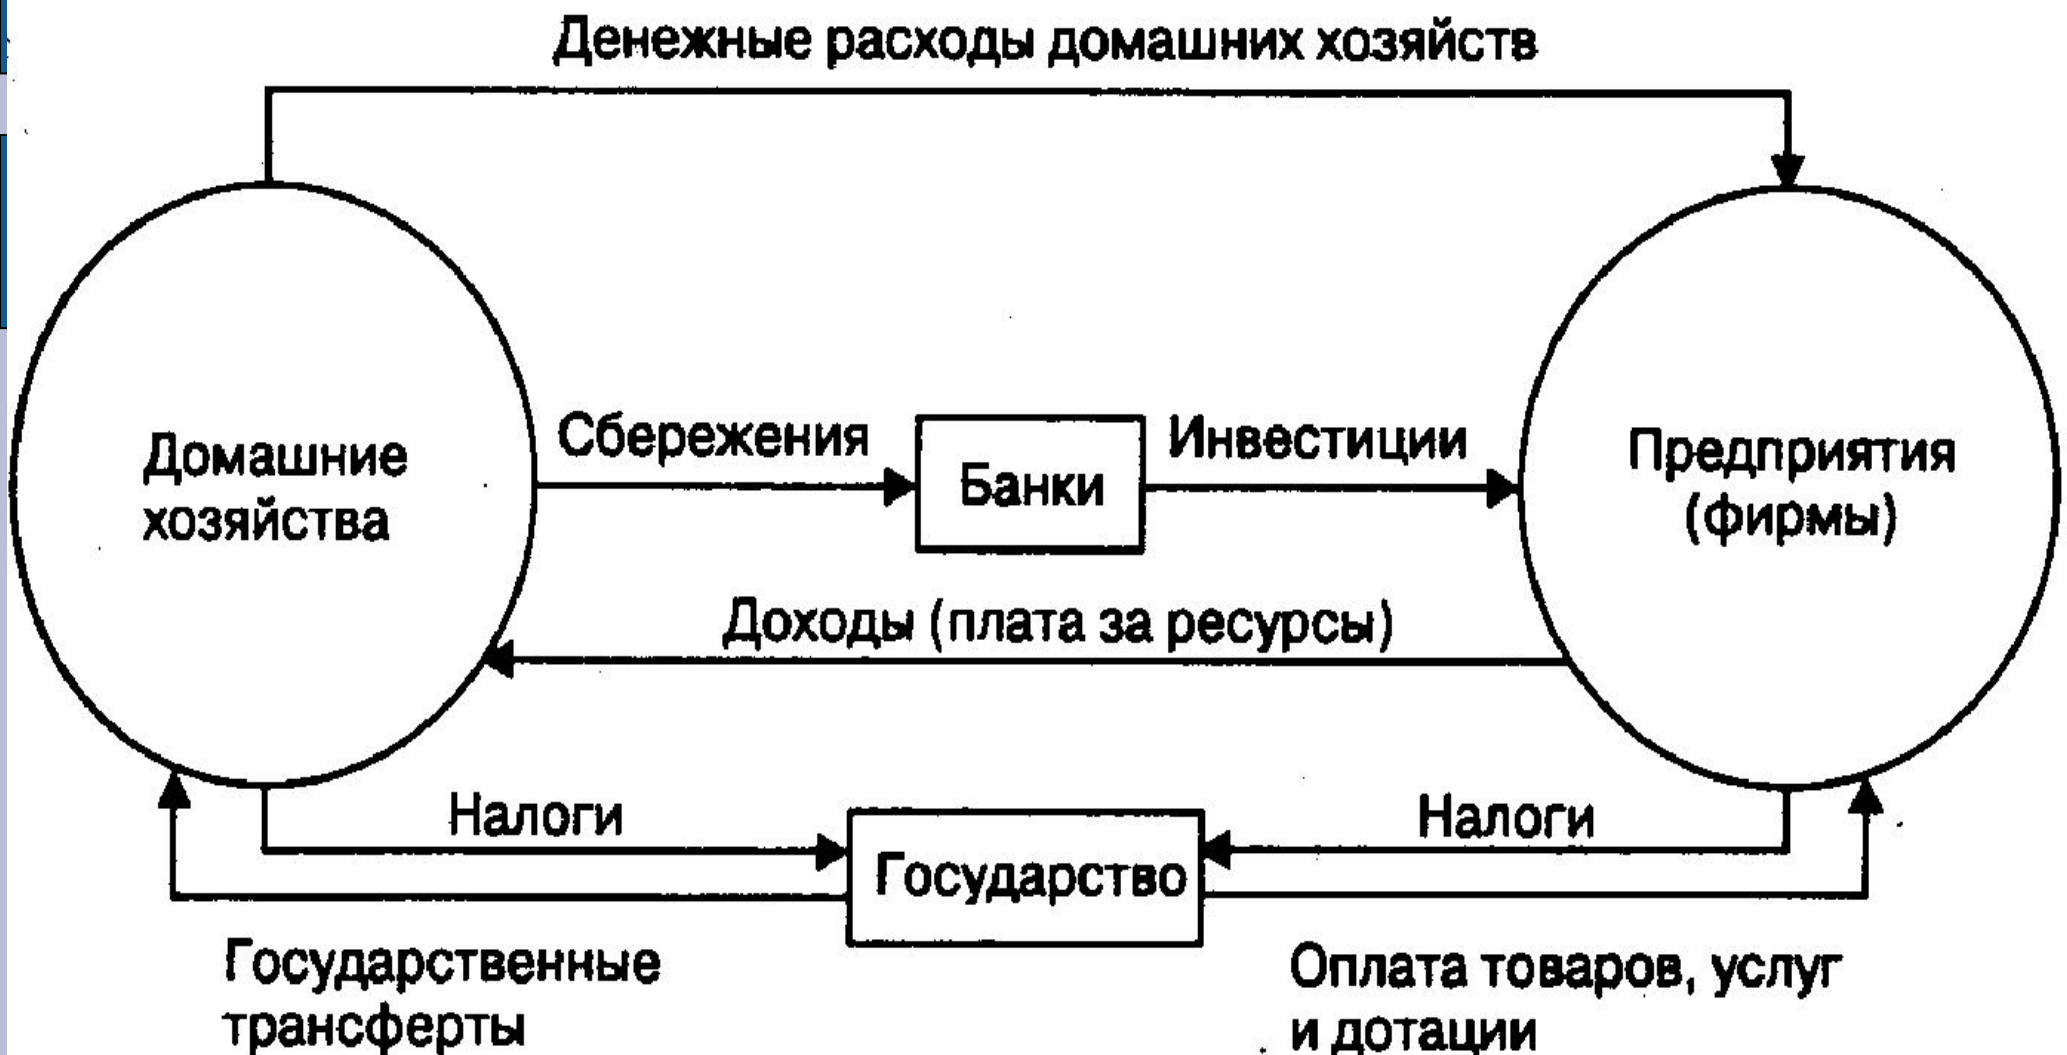 Денежные расходы домашних хозяйств
Домашние
хозяйства
Сбережения
Банки
Инвестиции
Предприятия
(фирмы)
Доходы (плата за ресурсы)
Налоги
Государство
Налоги
Государственные
трансферты
Оплата товаров, услуг
и дотации